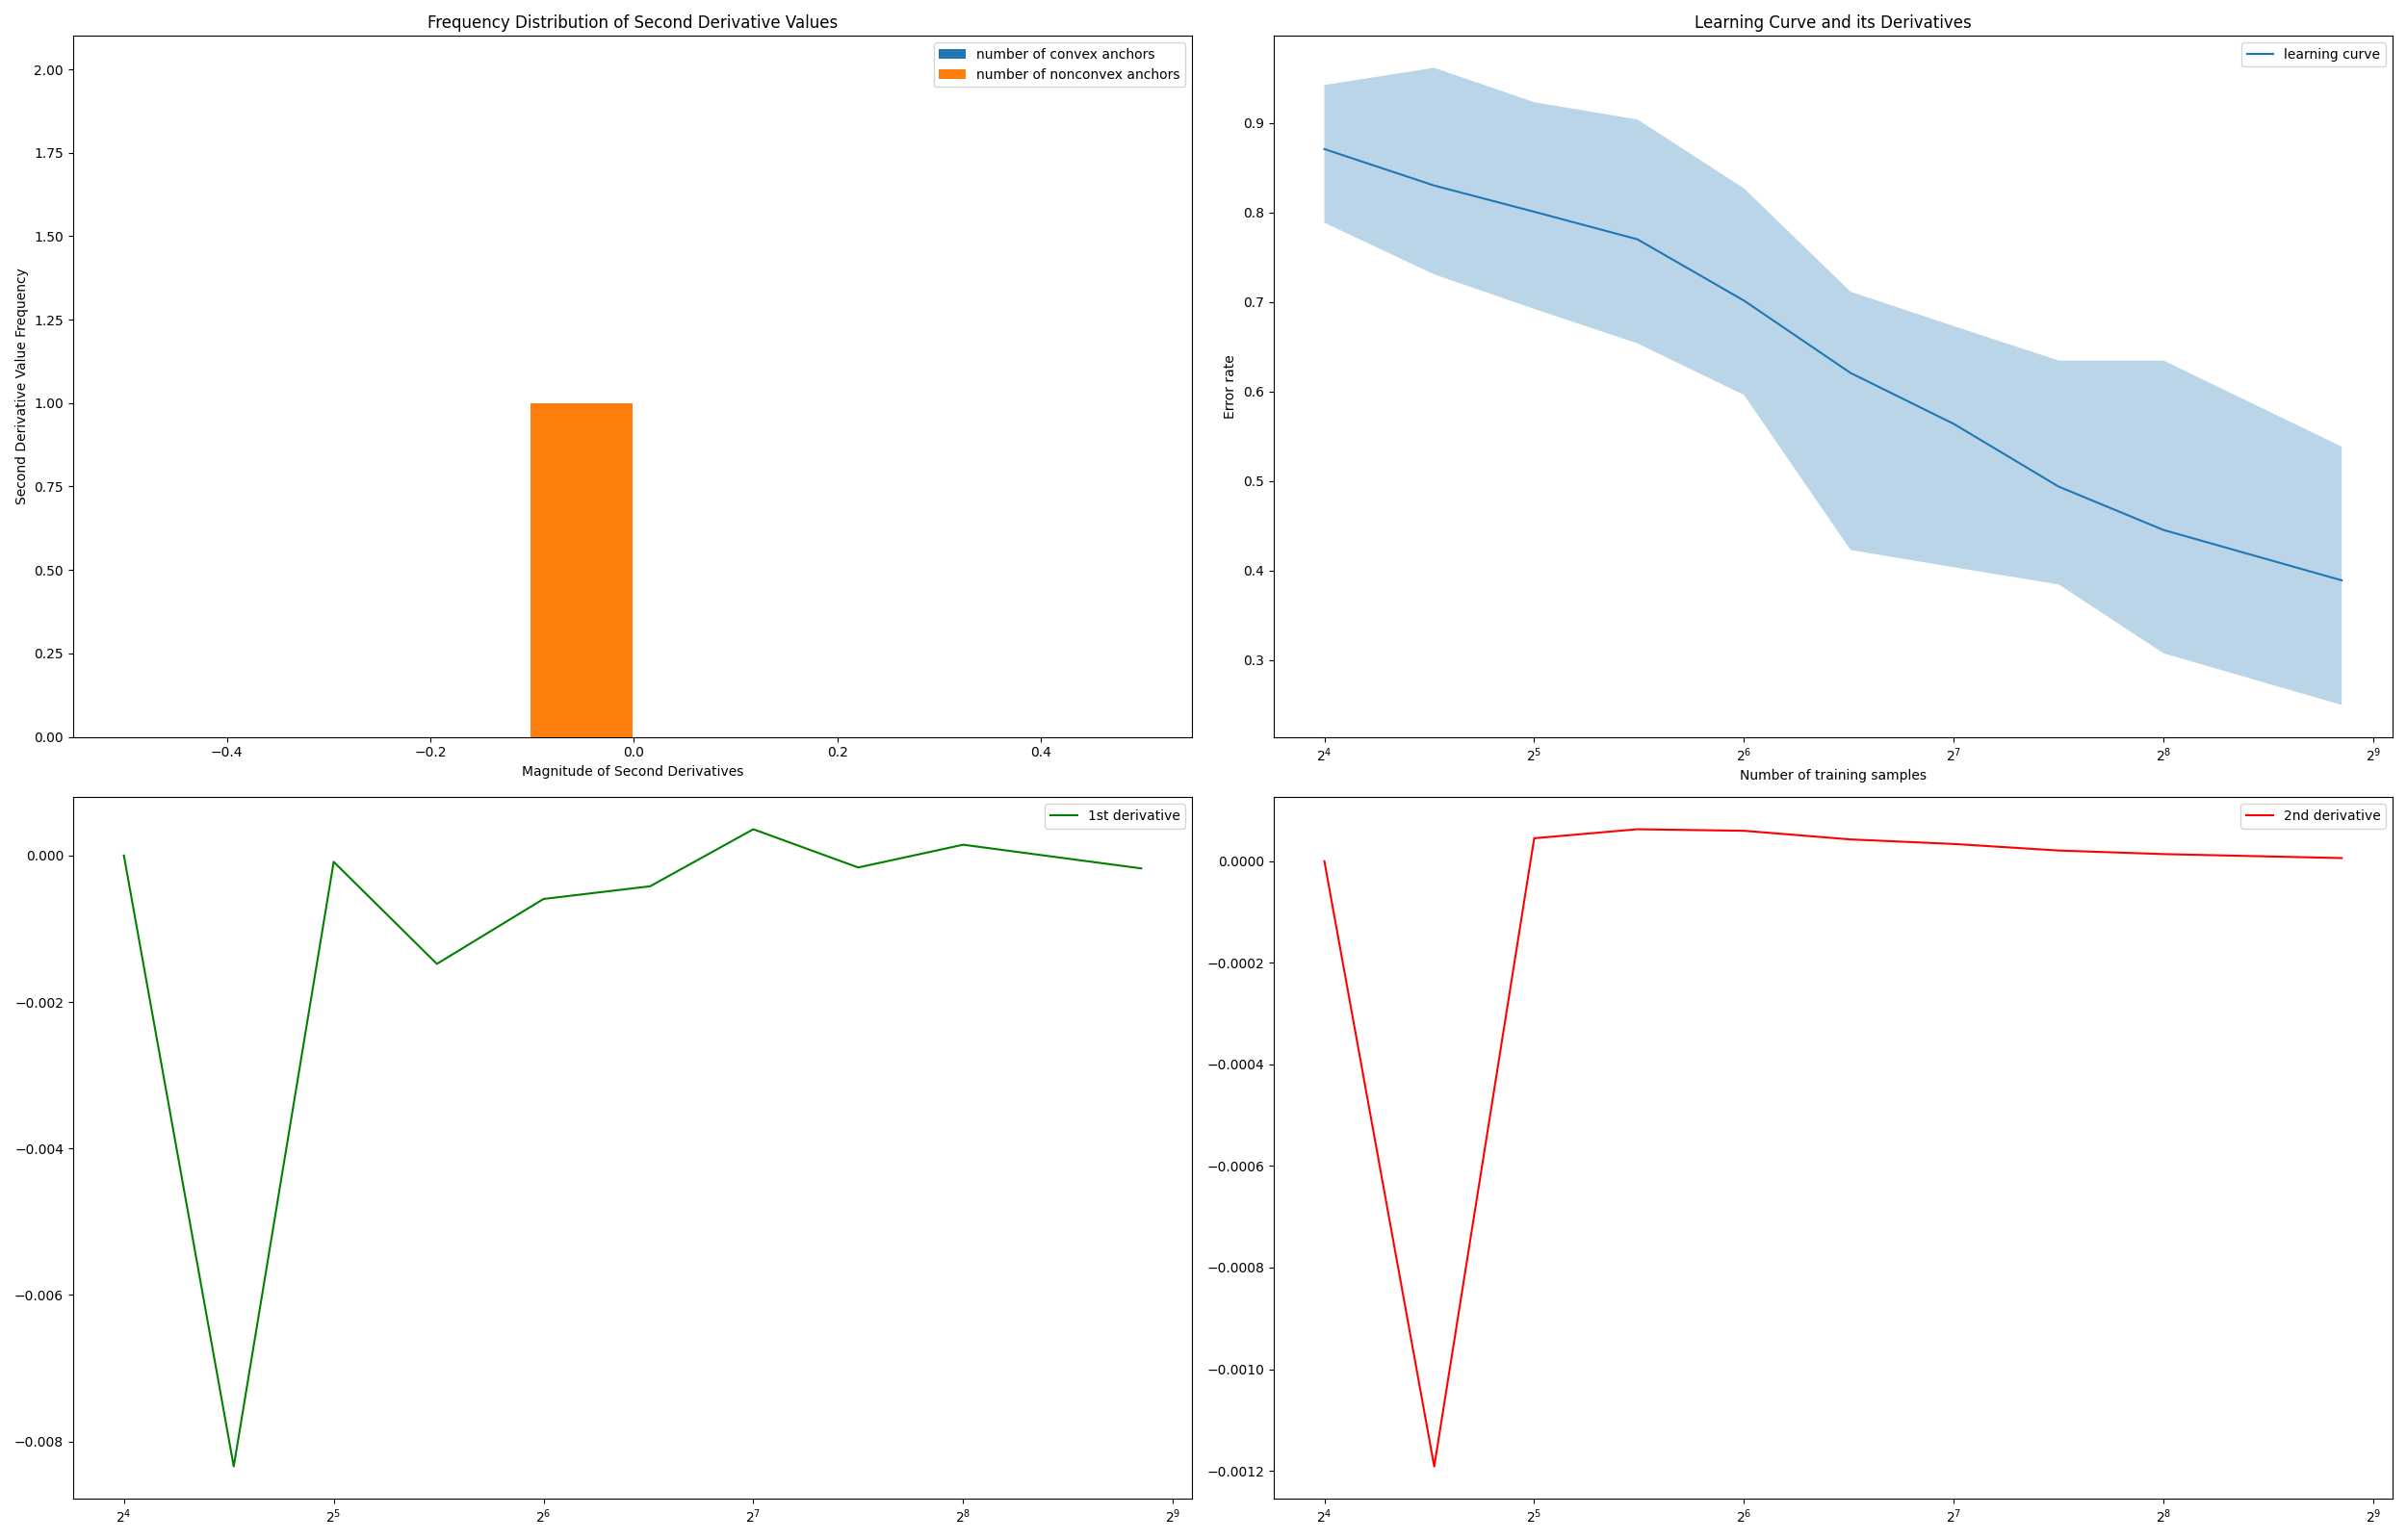 Frequency Distribution of Second Derivative Values
number of convex anchors
number of nonconvex anchors
Second Derivative Value Frequency
2.00
1.75
1.50
1.25
1.00
0.75
0.50
0.25
0.00
−0.4 −0.2 0.0 0.2 0.4
Magnitude of Second Derivatives
Learning Curve and its Derivatives
learning curve
Error rate
0.9
0.8
0.7
0.6
0.5
0.4
0.3
2⁴ 2⁵ 2⁶ 2⁷ 2⁸ 2⁹
Number of training samples
1st derivative
0.000
−0.002
−0.004
−0.006
−0.008
2⁴ 2⁵ 2⁶ 2⁷ 2⁸ 2⁹
2nd derivative
0.0000
−0.0002
−0.0004
−0.0006
−0.0008
−0.0010
−0.0012
2⁴ 2⁵ 2⁶ 2⁷ 2⁸ 2⁹